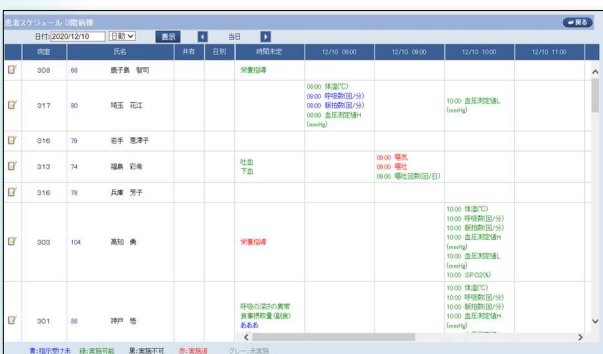 患者スケジュール 3階病棟
戻る
日付: 2020/12/10 日勤 表示 当日
病室 氏名 共有 日別 時間未定 12/10 08:00 12/10 09:00 12/10 10:00 12/10 11:00
308 68 鹿子島 智司 栄養指導
317 80 埼玉 花江
08:00 体温(℃)
08:00 呼吸数(回/分)
08:00 脈拍数(回/分)
08:00 血圧測定値H
(mmHg)
10:00 血圧測定値L
(mmHg)
316 79 岩手 恵津子
313 74 福島 彩希
吐血
下血
09:00 嘔気
09:00 嘔吐
09:00 嘔吐回数(回/日)
316 78 兵庫 芳子
303 104 高知 勇 栄養指導
10:00 体温(℃)
10:00 呼吸数(回/分)
10:00 脈拍数(回/分)
10:00 血圧測定値H
(mmHg)
10:00 血圧測定値L
(mmHg)
10:00 SPO2(%)
301 88 神戸 悟
呼吸の深さの異常
食事摂取量(副食)
あああ
10:00 体温(℃)
10:00 呼吸数(回/分)
10:00 脈拍数(回/分)
10:00 血圧測定値H
(mmHg)
青:指示受け未 緑:実施可能 黒:実施不可 赤:実施済 グレー:未実施